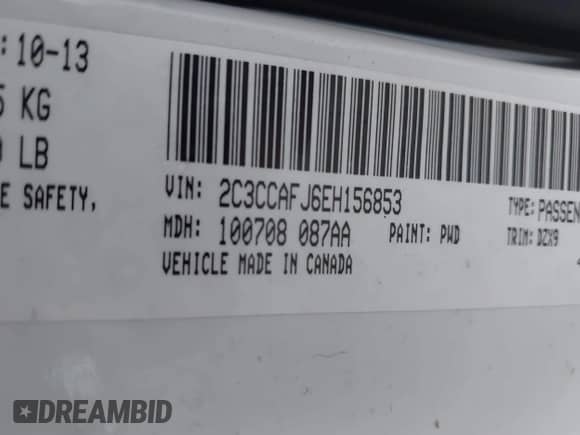 : 10-13
5 KG
LB
E SAFETY,
VIN: 2C3CCAFJ6EH156853
TYPE: PASSEN
MDH: 100708 087AA PAINT: PWD
TRIM: DZX9
VEHICLE MADE IN CANADA
DREAMBID